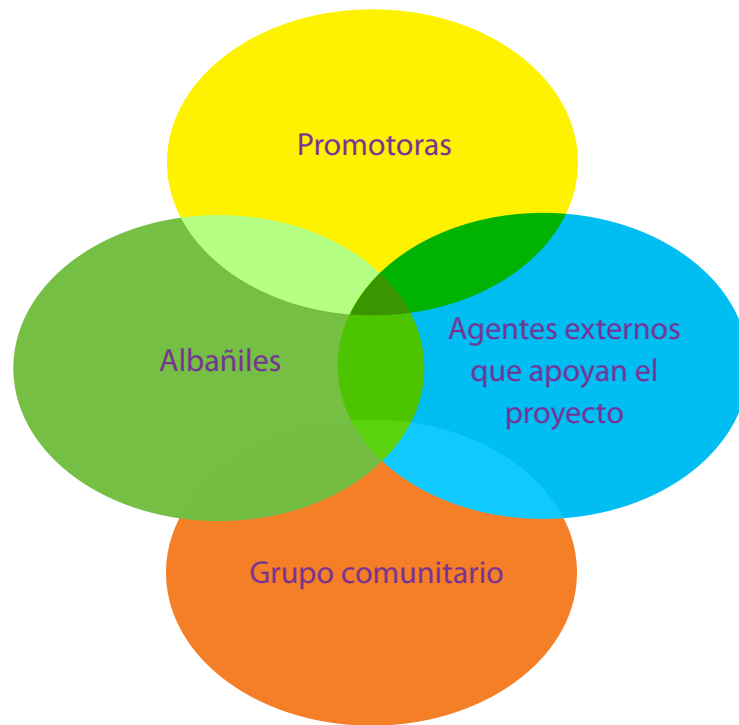 Promotoras
Albañiles
Agentes externos
que apoyan el
proyecto
Grupo comunitario